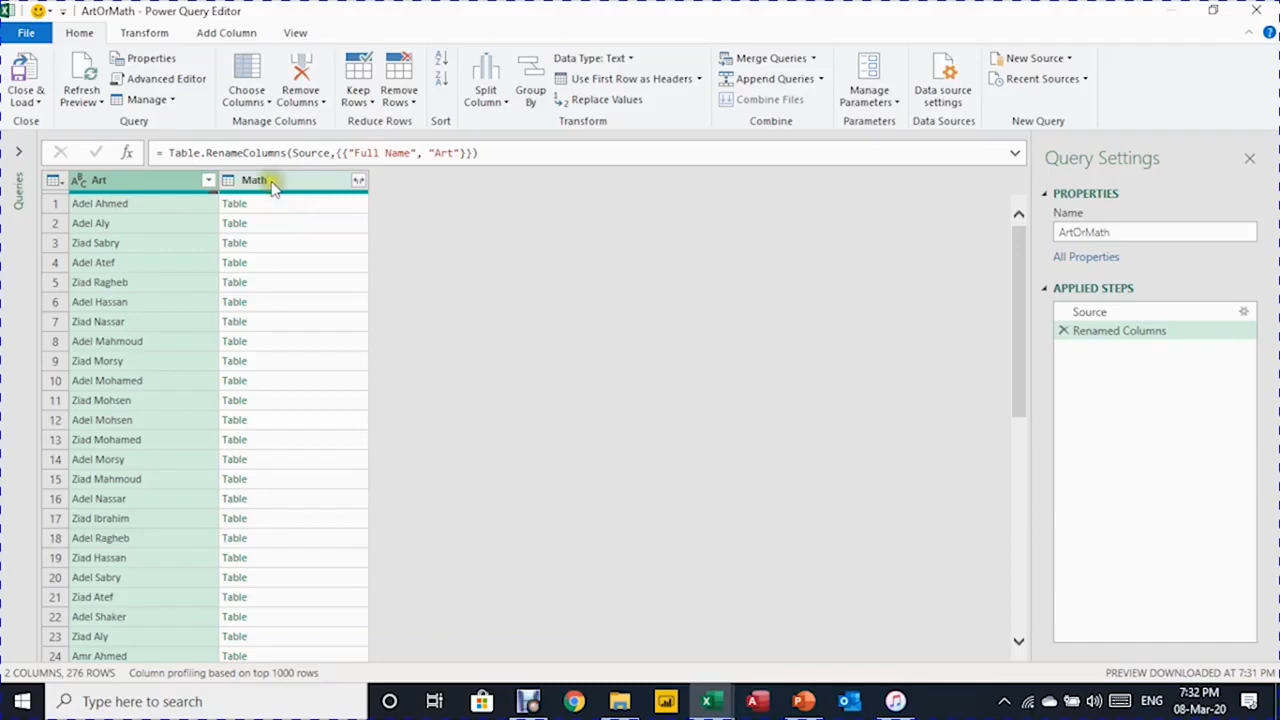 ArtOrMath - Power Query Editor
File
Home
Transform
Add Column
View
Close & Load
Close
Refresh Preview
Properties
Advanced Editor
Manage
Query
Choose Columns
Remove Columns
Manage Columns
Keep Rows
Remove Rows
Reduce Rows
Sort
Split Column
Group By
Data Type: Text
Use First Row as Headers
Replace Values
Transform
Merge Queries
Append Queries
Combine Files
Combine
Manage Parameters
Parameters
Data source settings
Data Sources
New Source
Recent Sources
New Query
= Table.RenameColumns(Source,{{"Full Name", "Art"}})
Queries
Art Math
1 Adel Ahmed Table
2 Adel Aly Table
3 Ziad Sabry Table
4 Adel Atef Table
5 Ziad Ragheb Table
6 Adel Hassan Table
7 Ziad Nassar Table
8 Adel Mahmoud Table
9 Ziad Morsy Table
10 Adel Mohamed Table
11 Ziad Mohsen Table
12 Adel Mohsen Table
13 Ziad Mohamed Table
14 Adel Morsy Table
15 Ziad Mahmoud Table
16 Adel Nassar Table
17 Ziad Ibrahim Table
18 Adel Ragheb Table
19 Ziad Hassan Table
20 Adel Sabry Table
21 Ziad Atef Table
22 Adel Shaker Table
23 Ziad Aly Table
24 Amr Ahmed Table
Query Settings
PROPERTIES
Name
ArtOrMath
All Properties
APPLIED STEPS
Source
Renamed Columns
2 COLUMNS, 276 ROWS
Column profiling based on top 1000 rows
PREVIEW DOWNLOADED AT 7:31 PM
Type here to search
ENG
7:32 PM
08-Mar-20